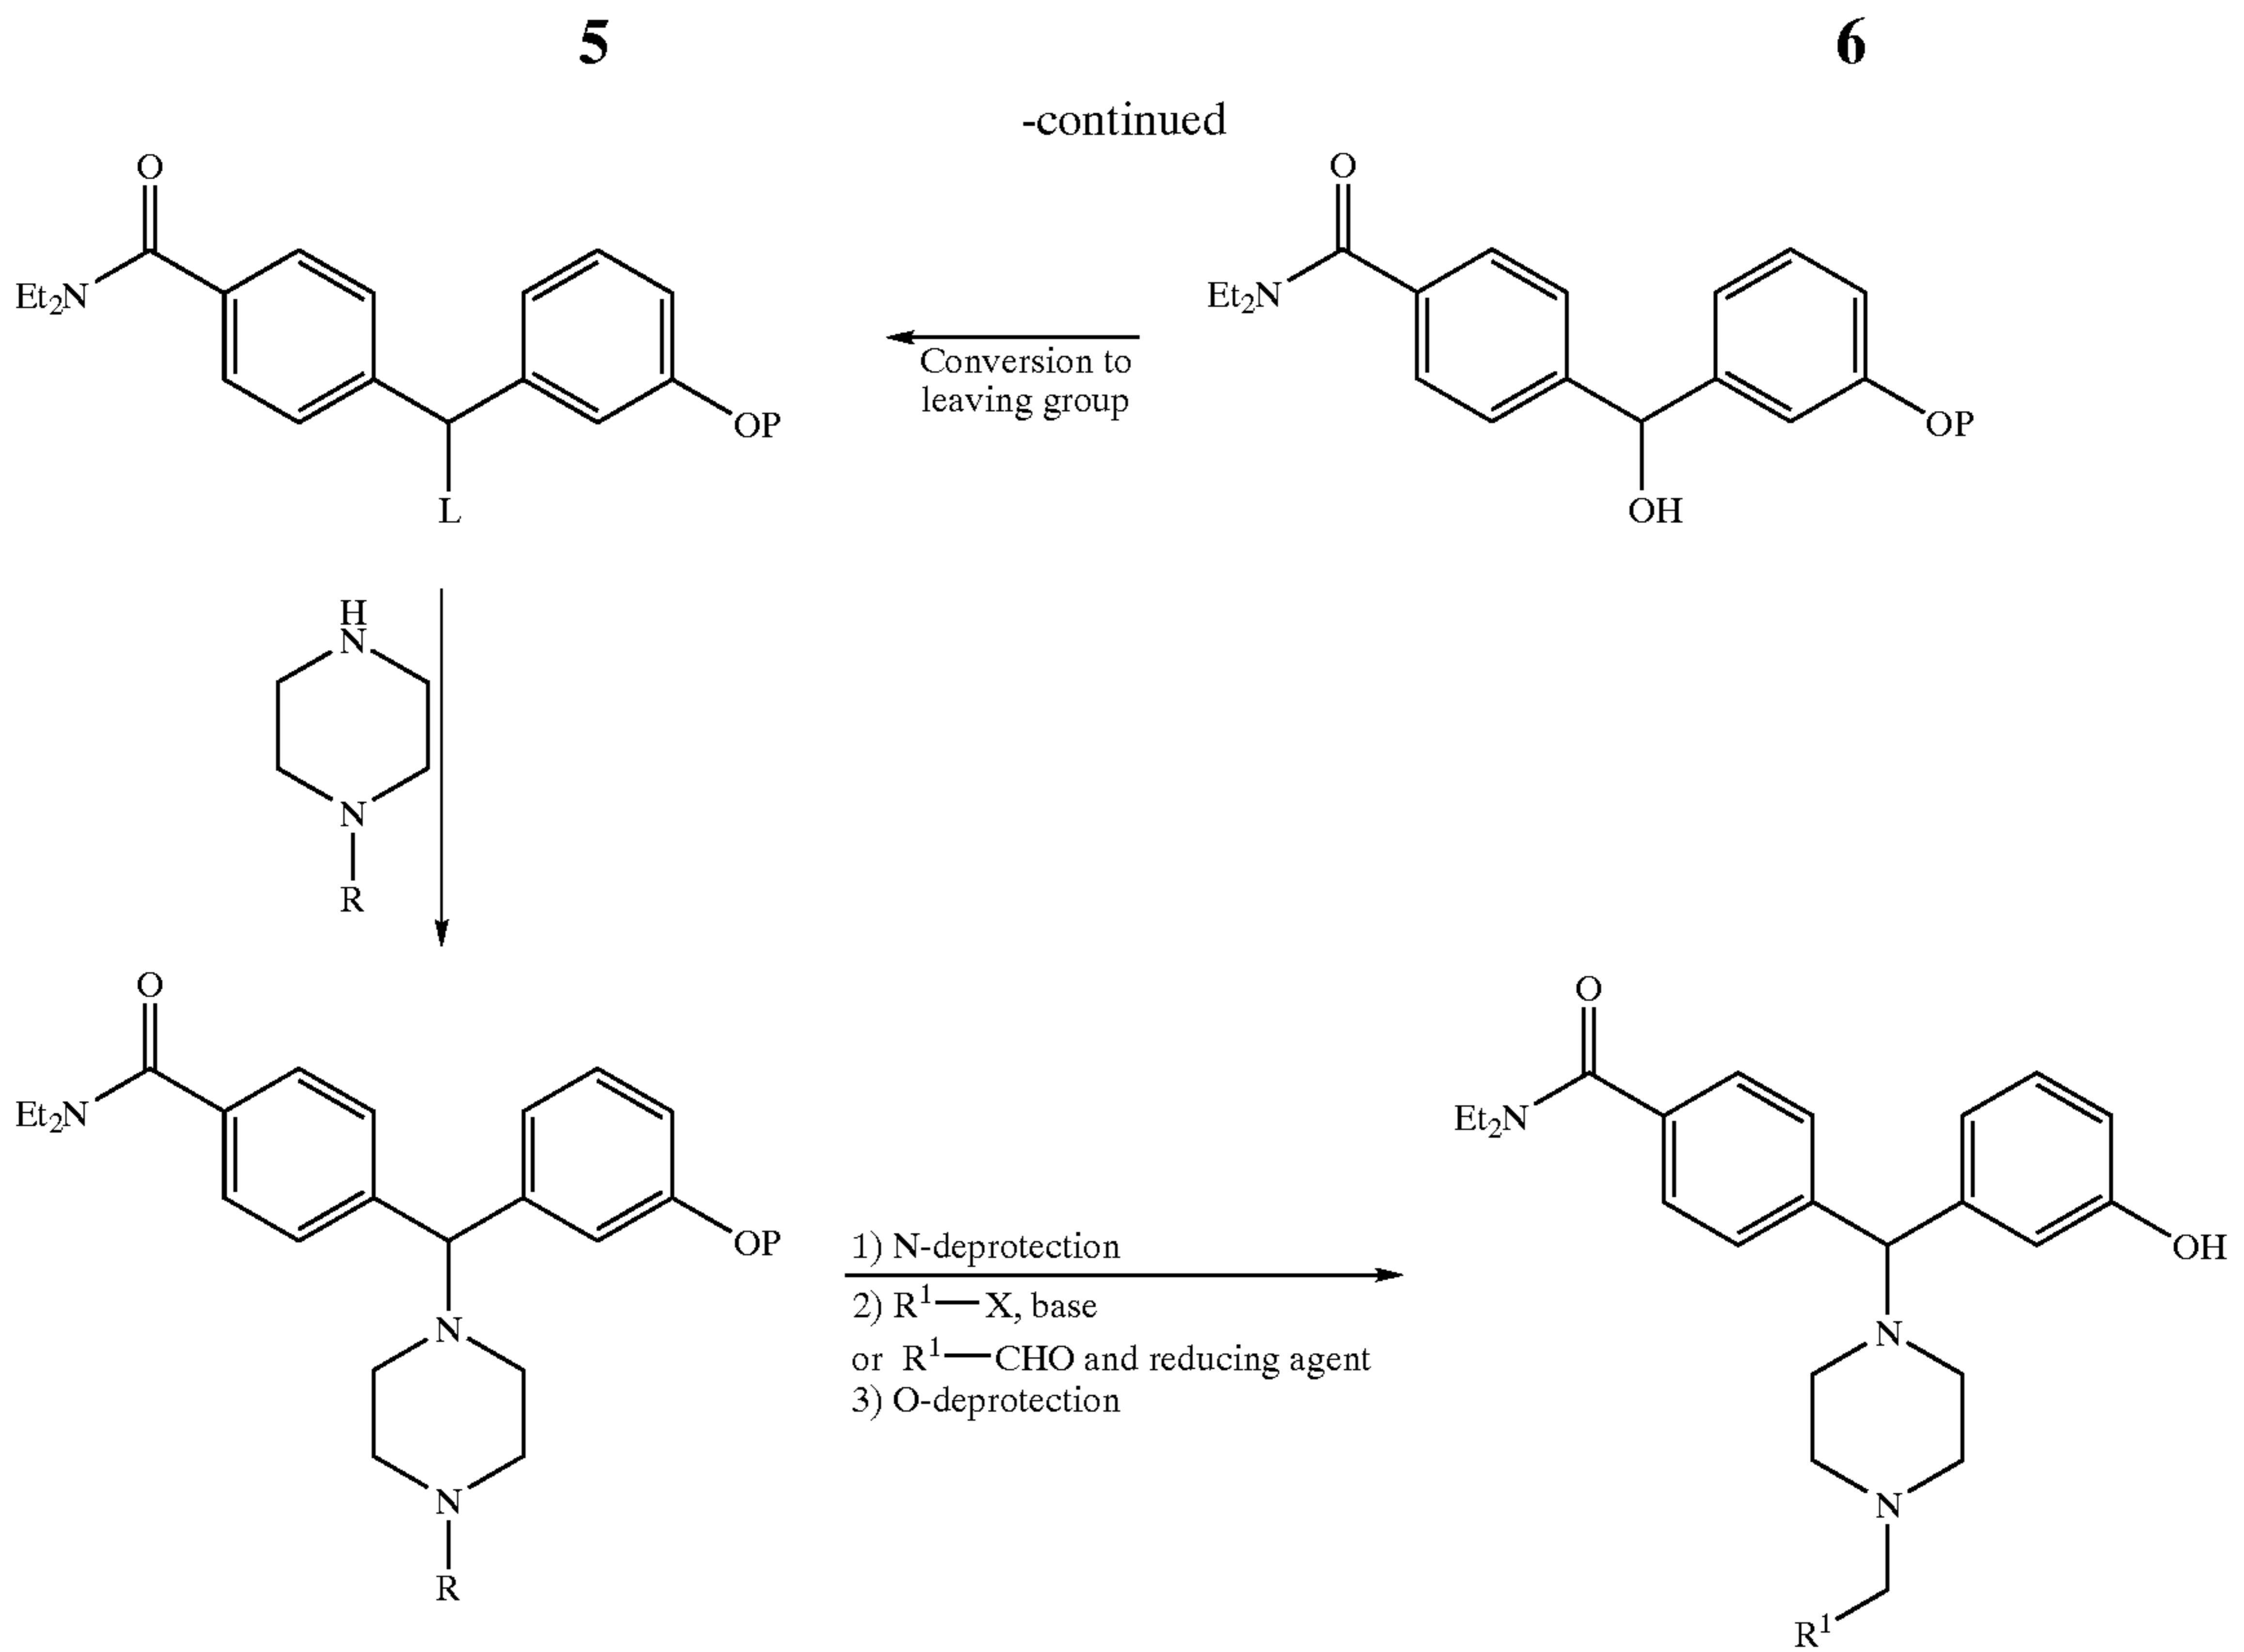 5 6
-continued
O O
Et₂N Et₂N
Conversion to
leaving group
OP OP
L OH
H
N
N
R
O O
Et₂N Et₂N
OP OH
1) N-deprotection
2) R¹—X, base
or R¹—CHO and reducing agent
3) O-deprotection
N N
N N
R R¹